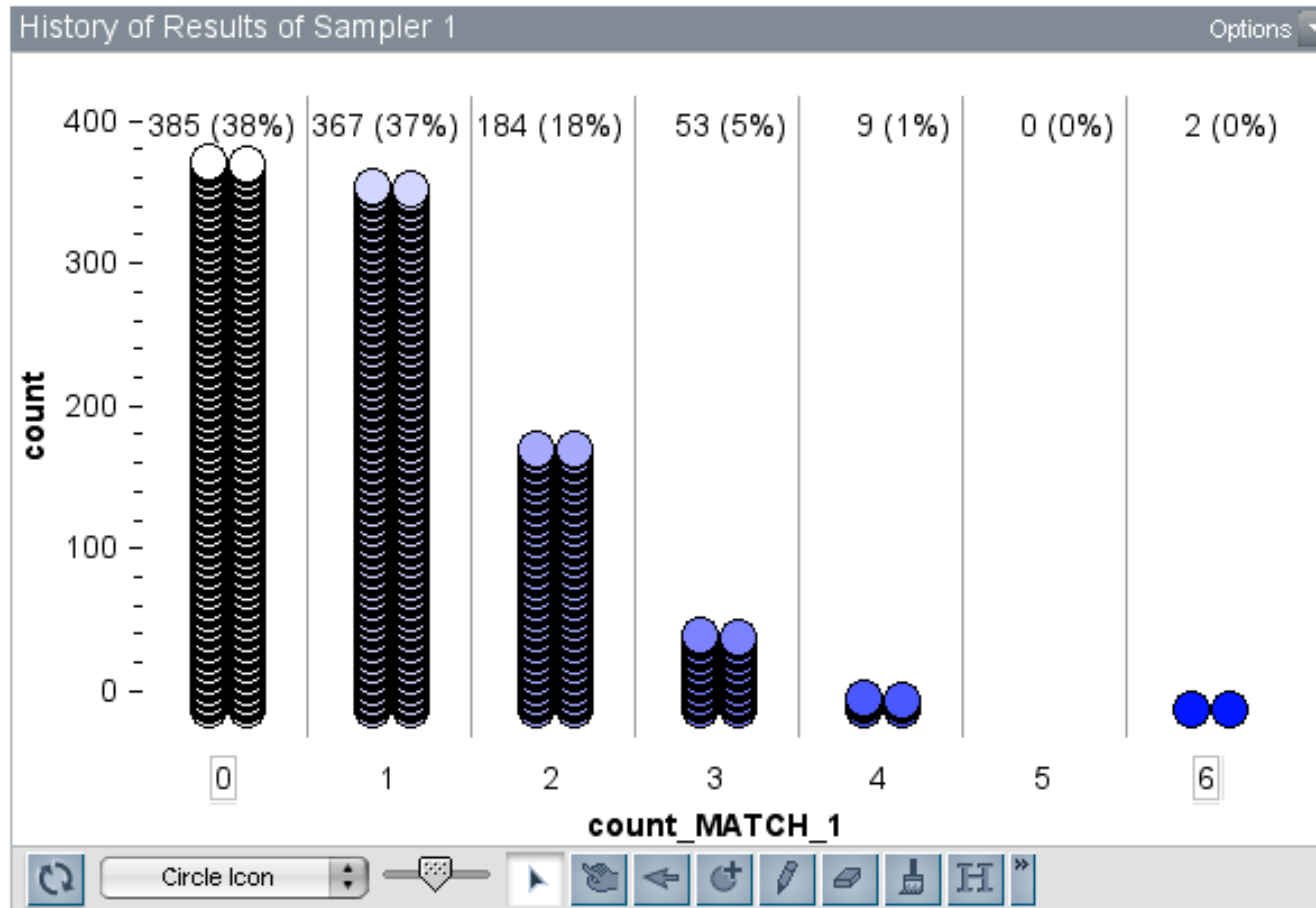 History of Results of Sampler 1 Options
400 385 (38%) 367 (37%) 184 (18%) 53 (5%) 9 (1%) 0 (0%) 2 (0%)
300
200
100
0
count
0 1 2 3 4 5 6
count_MATCH_1
Circle Icon »